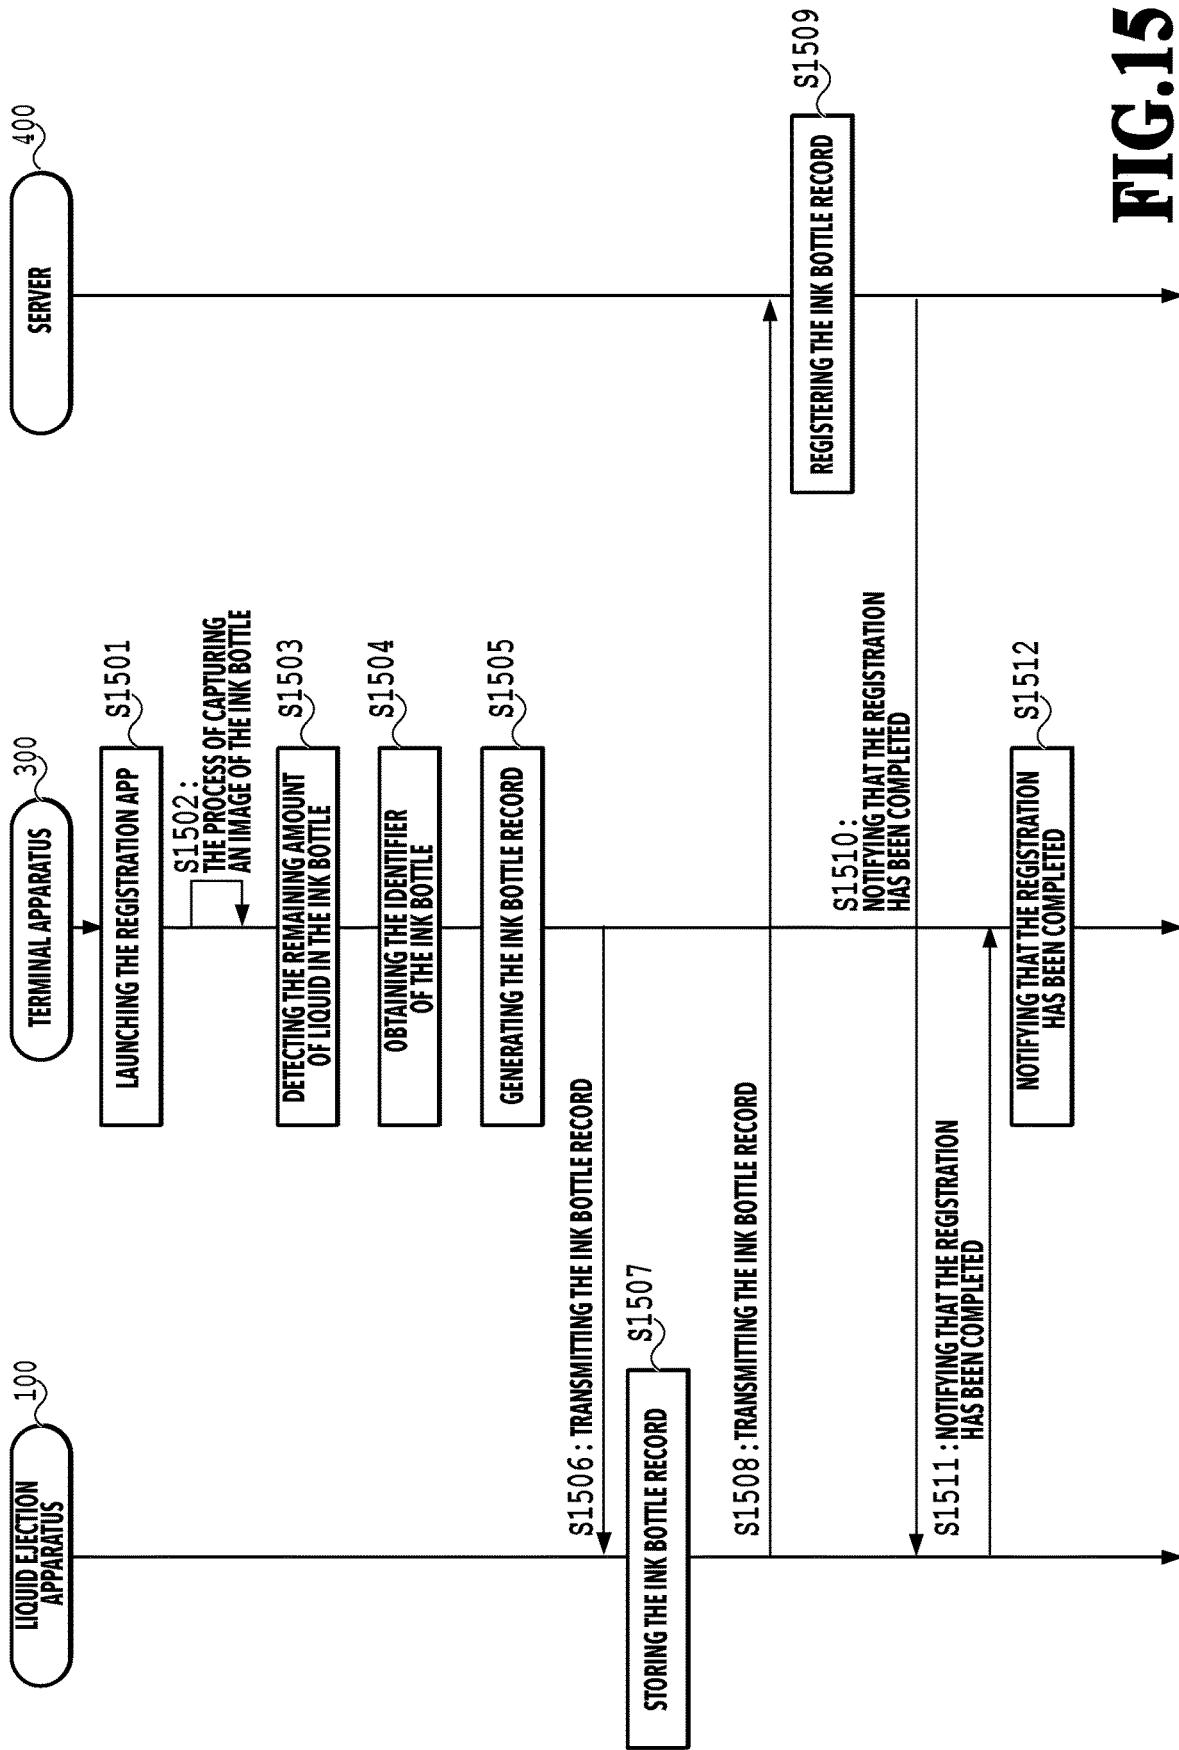 LIQUID EJECTION
APPARATUS
100
TERMINAL APPARATUS
300
SERVER
400
LAUNCHING THE REGISTRATION APP
S1501
S1502:
THE PROCESS OF CAPTURING
AN IMAGE OF THE INK BOTTLE
DETECTING THE REMAINING AMOUNT
OF LIQUID IN THE INK BOTTLE
S1503
OBTAINING THE IDENTIFIER
OF THE INK BOTTLE
S1504
GENERATING THE INK BOTTLE RECORD
S1505
S1506: TRANSMITTING THE INK BOTTLE RECORD
STORING THE INK BOTTLE RECORD
S1507
S1508: TRANSMITTING THE INK BOTTLE RECORD
REGISTERING THE INK BOTTLE RECORD
S1509
S1510:
NOTIFYING THAT THE REGISTRATION
HAS BEEN COMPLETED
S1511: NOTIFYING THAT THE REGISTRATION
HAS BEEN COMPLETED
NOTIFYING THAT THE REGISTRATION
HAS BEEN COMPLETED
S1512
FIG.15